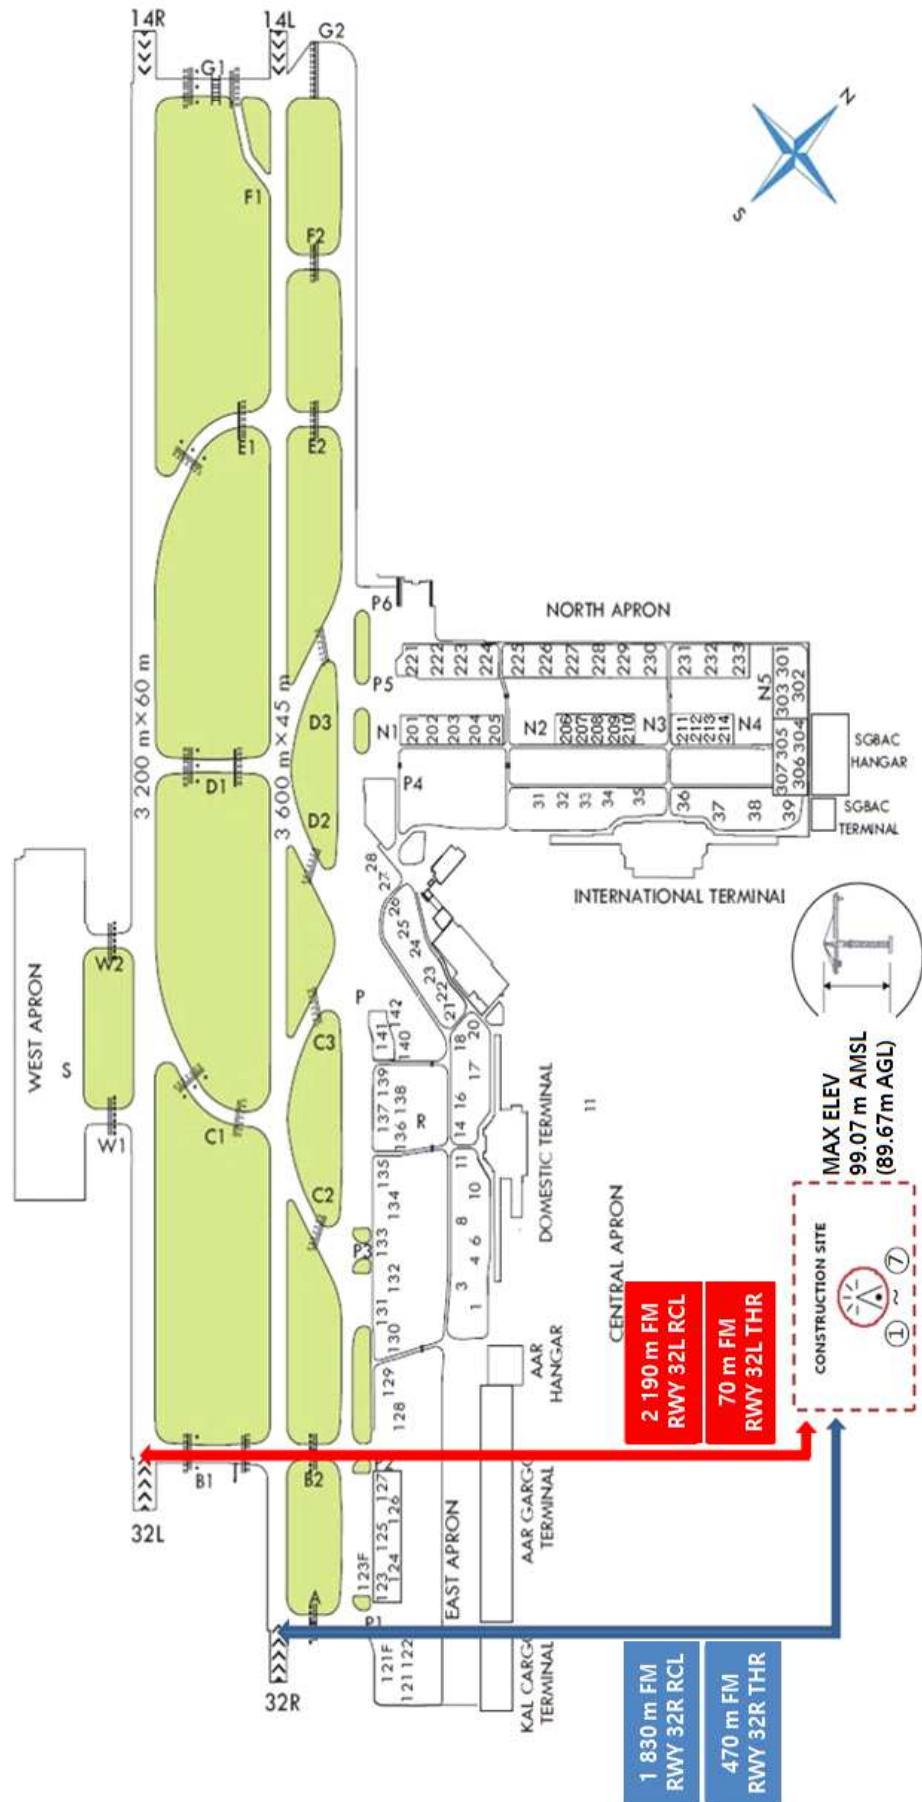 14R
14L
G2
G1
N
S
F1
F2
E1
E2
3 200 m×60 m
3 600 m×45 m
P6
NORTH APRON
P5
221
222
223
224
225
226
227
228
229
230
231
232
233
303 301
302
N5
D3
N1
201
202
203
204
205
N2
206
207
208
209
210
N3
211
212
213
214
N4
307 305
306 304
SGBAC
HANGAR
D1
P4
31
32
33
34
35
36
37
38
39
SGBAC
TERMINAL
D2
28
27
26
25
24
23
22
21
INTERNATIONAL TERMINAL
WEST APRON
S
W2
W1
P
142
141
140
20
18
17
16
14
C3
C1
C2
139
138
137
136
R
135
134
133
132
131
130
129
128
P3
11
10
8
6
4
3
1
DOMESTIC TERMINAL
11
CENTRAL APRON
MAX ELEV
99.07 m AMSL
(89.67m AGL)
CONSTRUCTION SITE
① ~ ⑦
2 190 m FM
RWY 32L RCL
70 m FM
RWY 32L THR
AAR
HANGAR
B1
B2
32L
127
126
125
124
123
123F
A
EAST APRON
AAR GARGO
TERMINAL
P1
121F
121 122
32R
KAL CARGO
TERMINAL
1 830 m FM
RWY 32R RCL
470 m FM
RWY 32R THR